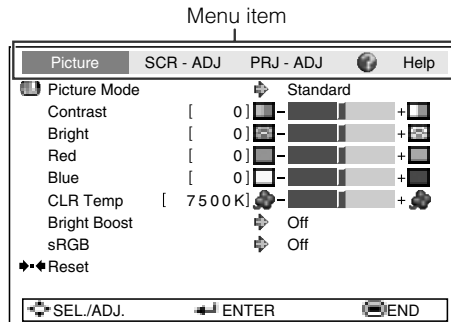 Menu item
Picture SCR - ADJ PRJ - ADJ ? Help
Picture Mode Standard
Contrast [ 0] - +
Bright [ 0] - +
Red [ 0] - +
Blue [ 0] - +
CLR Temp [ 7500K] - +
Bright Boost Off
sRGB Off
Reset
SEL./ADJ. ENTER END